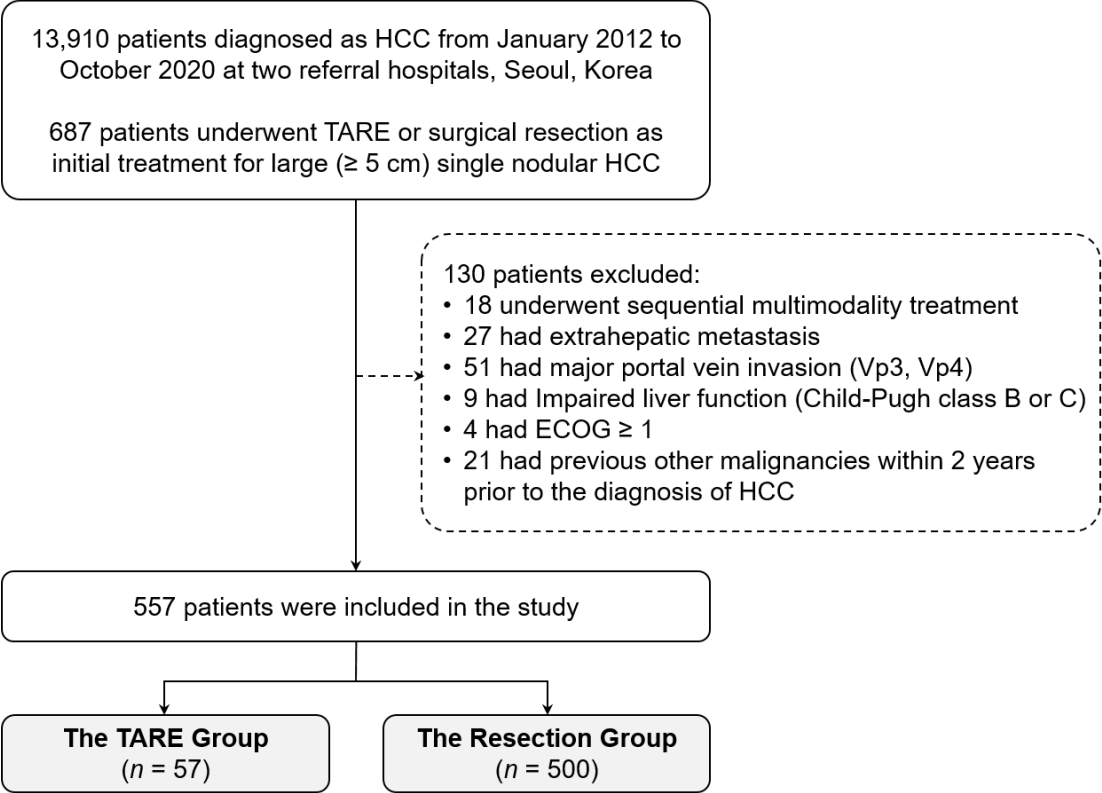 13,910 patients diagnosed as HCC from January 2012 to
October 2020 at two referral hospitals, Seoul, Korea
687 patients underwent TARE or surgical resection as
initial treatment for large (≥ 5 cm) single nodular HCC
130 patients excluded:
• 18 underwent sequential multimodality treatment
• 27 had extrahepatic metastasis
• 51 had major portal vein invasion (Vp3, Vp4)
• 9 had Impaired liver function (Child-Pugh class B or C)
• 4 had ECOG ≥ 1
• 21 had previous other malignancies within 2 years
prior to the diagnosis of HCC
557 patients were included in the study
The TARE Group
(n = 57)
The Resection Group
(n = 500)